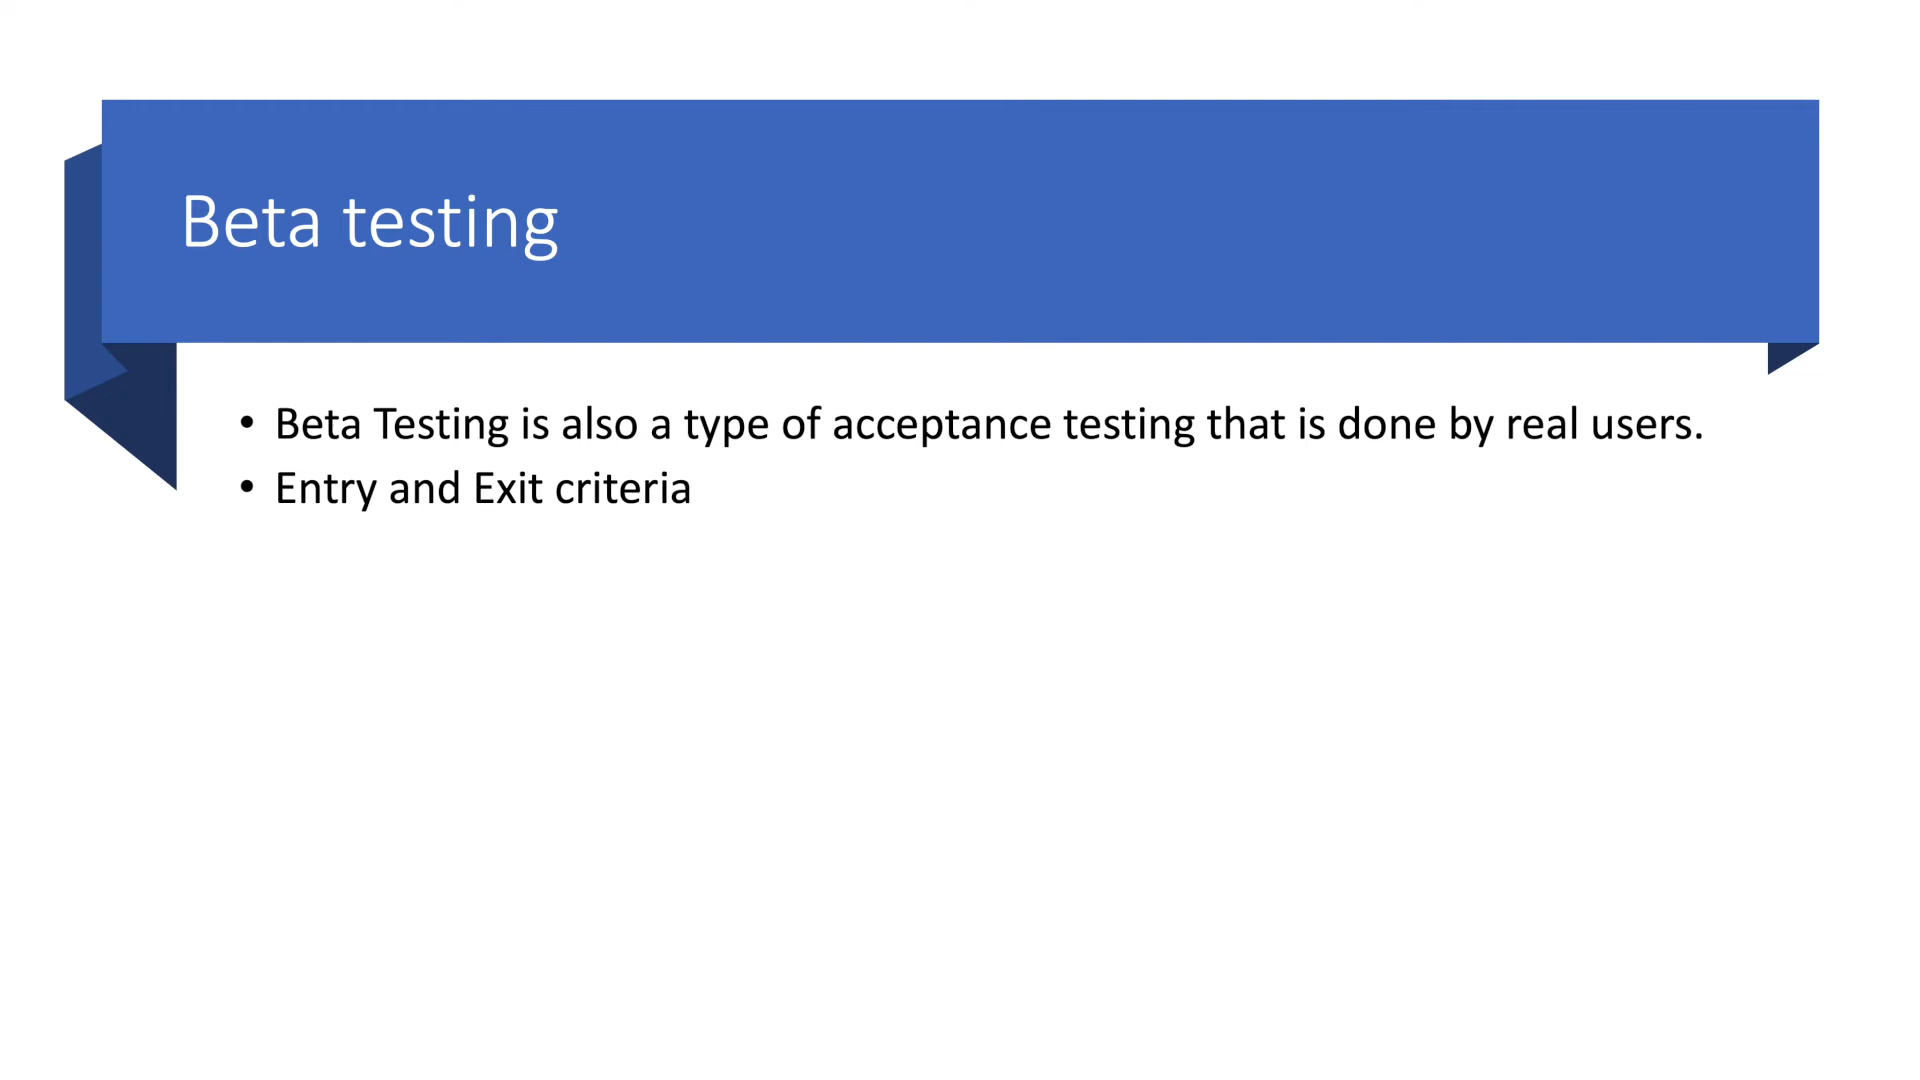 Beta testing
• Beta Testing is also a type of acceptance testing that is done by real users.
• Entry and Exit criteria